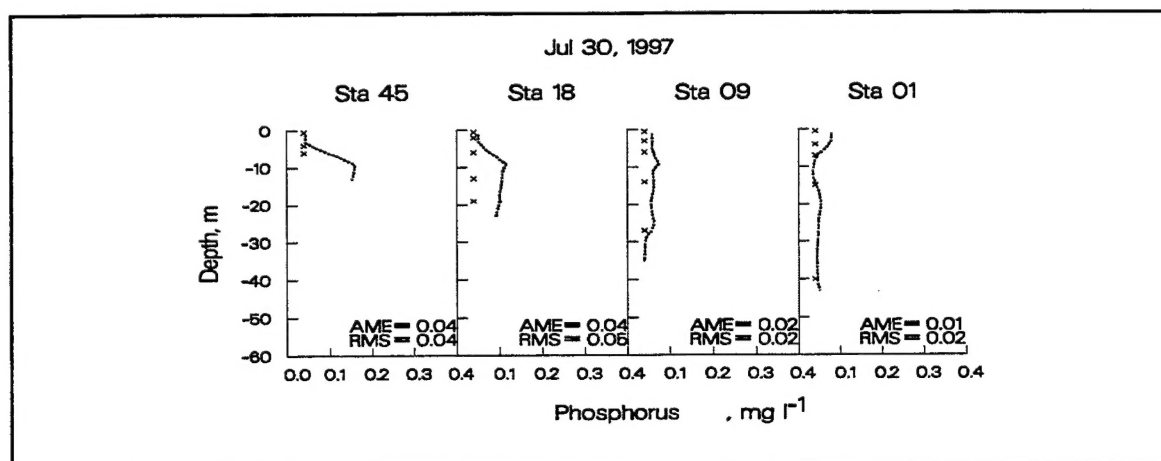 Jul 30, 1997
Sta 45 Sta 18 Sta 09 Sta 01
0
-10
-20
-30
-40
-50
-60
Depth, m
AME= 0.04 AME= 0.04 AME= 0.02 AME= 0.01
RMS= 0.04 RMS= 0.06 RMS= 0.02 RMS= 0.02
0.0 0.1 0.2 0.3 0.4 0.1 0.2 0.3 0.4 0.1 0.2 0.3 0.4 0.1 0.2 0.3 0.4
Phosphorus , mg l⁻¹